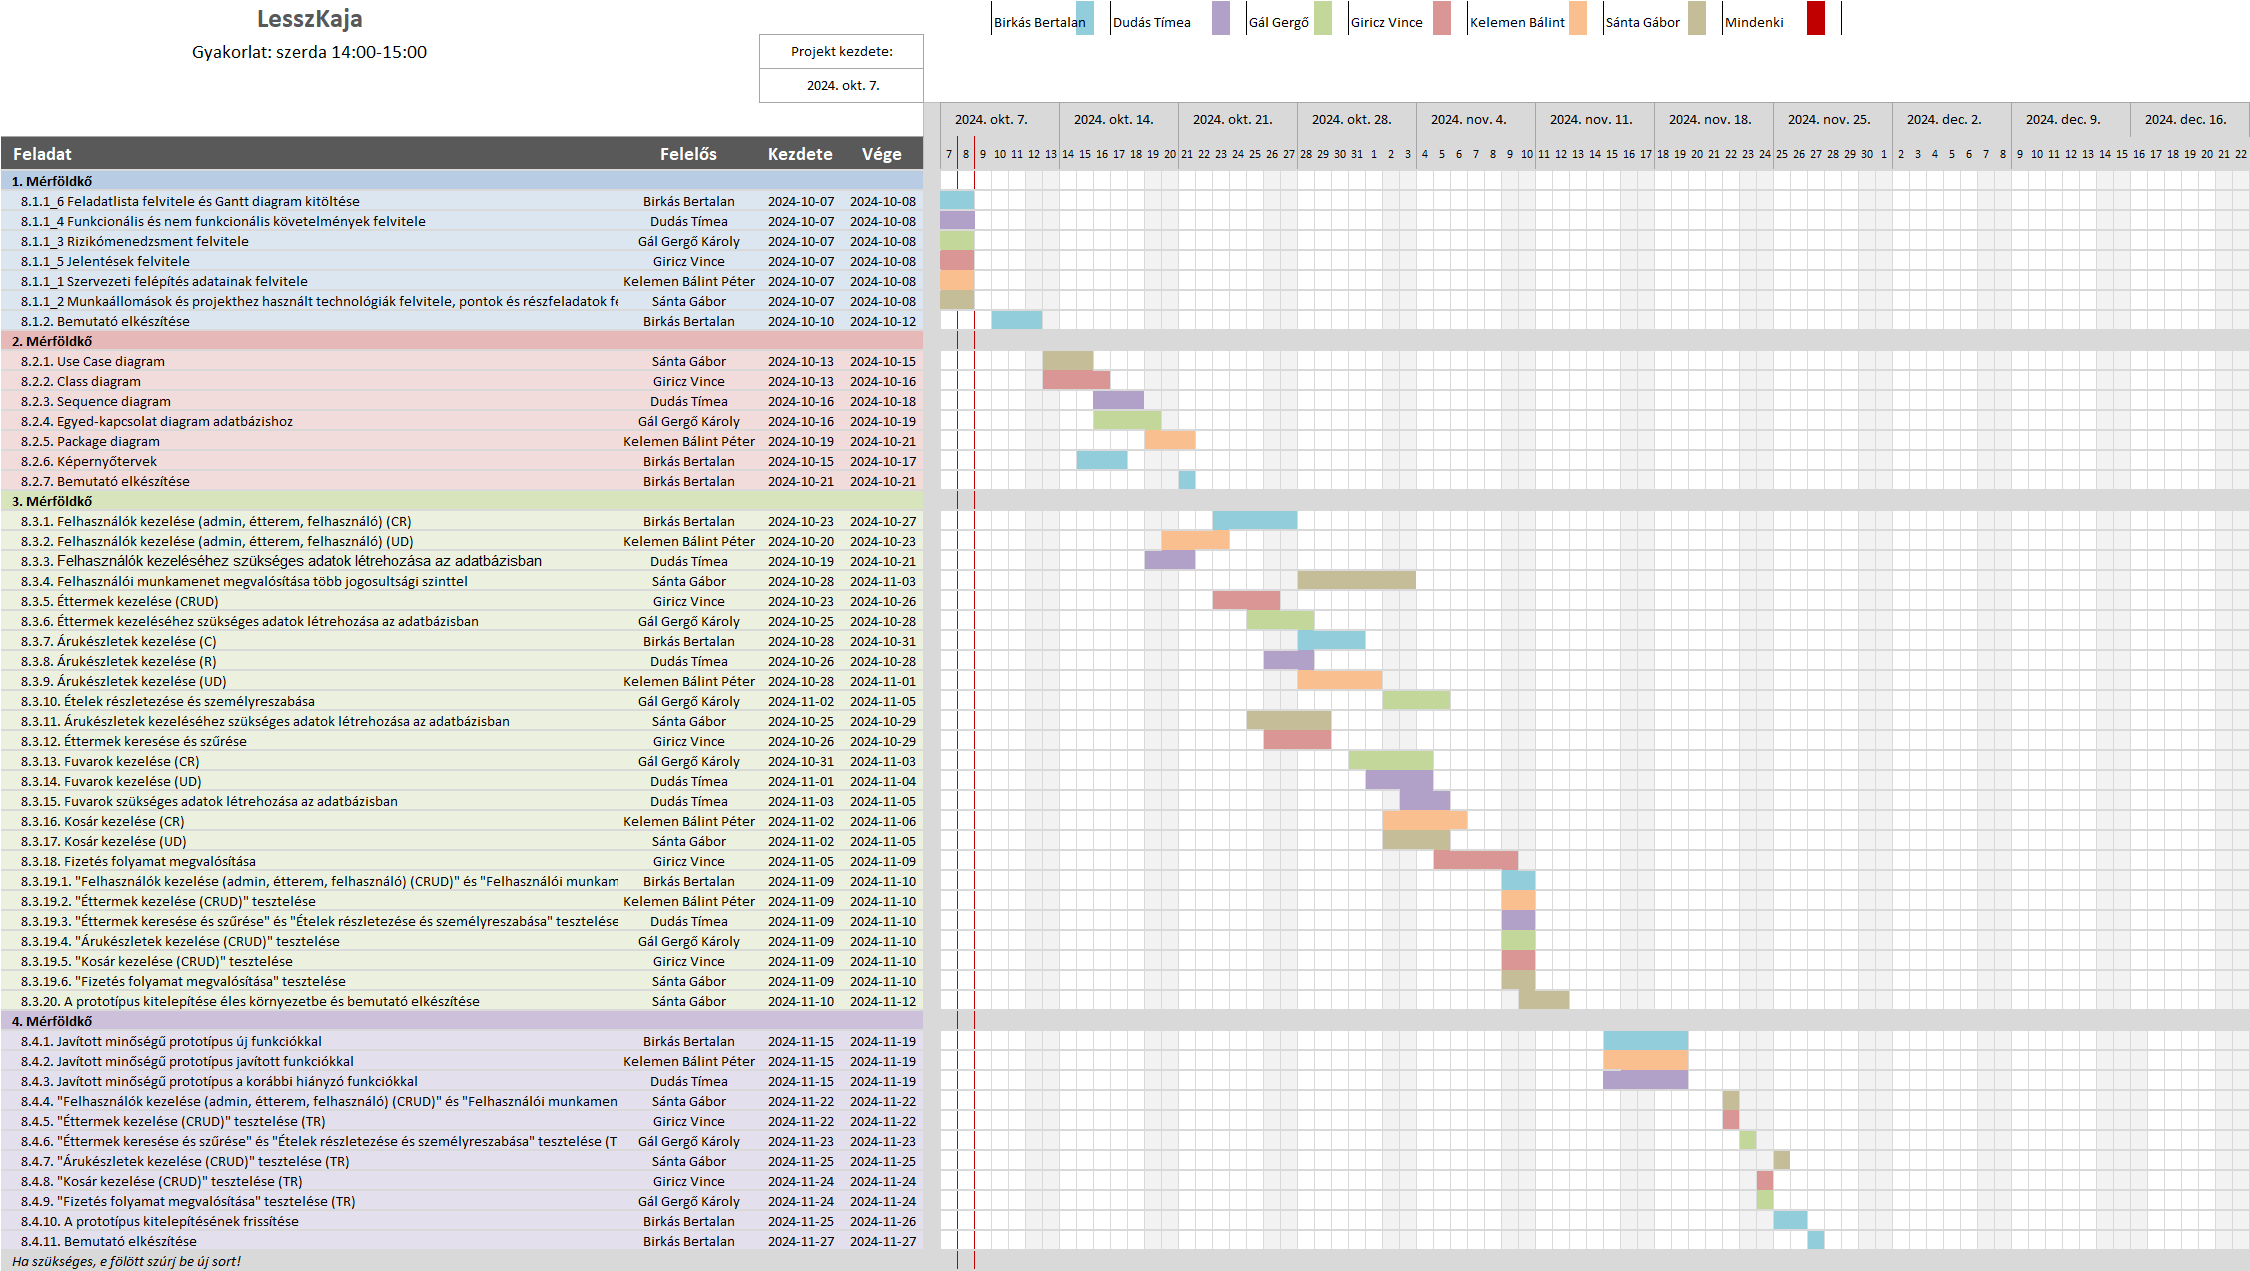 LesszKaja
Gyakorlat: szerda 14:00-15:00
Birkás Bertalan Dudás Tímea Gál Gergő Giricz Vince Kelemen Bálint Sánta Gábor Mindenki
Projekt kezdete:
2024. okt. 7.
2024. okt. 7. 2024. okt. 14. 2024. okt. 21. 2024. okt. 28. 2024. nov. 4. 2024. nov. 11. 2024. nov. 18. 2024. nov. 25. 2024. dec. 2. 2024. dec. 9. 2024. dec. 16.
Feladat Felelős Kezdete Vége 7 8 9 10 11 12 13 14 15 16 17 18 19 20 21 22 23 24 25 26 27 28 29 30 31 1 2 3 4 5 6 7 8 9 10 11 12 13 14 15 16 17 18 19 20 21 22 23 24 25 26 27 28 29 30 1 2 3 4 5 6 7 8 9 10 11 12 13 14 15 16 17 18 19 20 21 22
1. Mérföldkő
8.1.1_6 Feladatlista felvitele és Gantt diagram kitöltése Birkás Bertalan 2024-10-07 2024-10-08
8.1.1_4 Funkcionális és nem funkcionális követelmények felvitele Dudás Tímea 2024-10-07 2024-10-08
8.1.1_3 Rizikómenedzsment felvitele Gál Gergő Károly 2024-10-07 2024-10-08
8.1.1_5 Jelentések felvitele Giricz Vince 2024-10-07 2024-10-08
8.1.1_1 Szervezeti felépítés adatainak felvitele Kelemen Bálint Péter 2024-10-07 2024-10-08
8.1.1_2 Munkaállomások és projekthez használt technológiák felvitele, pontok és részfeladatok fe Sánta Gábor 2024-10-07 2024-10-08
8.1.2. Bemutató elkészítése Birkás Bertalan 2024-10-10 2024-10-12
2. Mérföldkő
8.2.1. Use Case diagram Sánta Gábor 2024-10-13 2024-10-15
8.2.2. Class diagram Giricz Vince 2024-10-13 2024-10-16
8.2.3. Sequence diagram Dudás Tímea 2024-10-16 2024-10-18
8.2.4. Egyed-kapcsolat diagram adatbázishoz Gál Gergő Károly 2024-10-16 2024-10-19
8.2.5. Package diagram Kelemen Bálint Péter 2024-10-19 2024-10-21
8.2.6. Képernyőtervek Birkás Bertalan 2024-10-15 2024-10-17
8.2.7. Bemutató elkészítése Birkás Bertalan 2024-10-21 2024-10-21
3. Mérföldkő
8.3.1. Felhasználók kezelése (admin, étterem, felhasználó) (CR) Birkás Bertalan 2024-10-23 2024-10-27
8.3.2. Felhasználók kezelése (admin, étterem, felhasználó) (UD) Kelemen Bálint Péter 2024-10-20 2024-10-23
8.3.3. Felhasználók kezeléséhez szükséges adatok létrehozása az adatbázisban Dudás Tímea 2024-10-19 2024-10-21
8.3.4. Felhasználói munkamenet megvalósítása több jogosultsági szinttel Sánta Gábor 2024-10-28 2024-11-03
8.3.5. Éttermek kezelése (CRUD) Giricz Vince 2024-10-23 2024-10-26
8.3.6. Éttermek kezeléséhez szükséges adatok létrehozása az adatbázisban Gál Gergő Károly 2024-10-25 2024-10-28
8.3.7. Árukészletek kezelése (C) Birkás Bertalan 2024-10-28 2024-10-31
8.3.8. Árukészletek kezelése (R) Dudás Tímea 2024-10-26 2024-10-28
8.3.9. Árukészletek kezelése (UD) Kelemen Bálint Péter 2024-10-28 2024-11-01
8.3.10. Ételek részletezése és személyreszabása Gál Gergő Károly 2024-11-02 2024-11-05
8.3.11. Árukészletek kezeléséhez szükséges adatok létrehozása az adatbázisban Sánta Gábor 2024-10-25 2024-10-29
8.3.12. Éttermek keresése és szűrése Giricz Vince 2024-10-26 2024-10-29
8.3.13. Fuvarok kezelése (CR) Gál Gergő Károly 2024-10-31 2024-11-03
8.3.14. Fuvarok kezelése (UD) Dudás Tímea 2024-11-01 2024-11-04
8.3.15. Fuvarok szükséges adatok létrehozása az adatbázisban Dudás Tímea 2024-11-03 2024-11-05
8.3.16. Kosár kezelése (CR) Kelemen Bálint Péter 2024-11-02 2024-11-06
8.3.17. Kosár kezelése (UD) Sánta Gábor 2024-11-02 2024-11-05
8.3.18. Fizetés folyamat megvalósítása Giricz Vince 2024-11-05 2024-11-09
8.3.19.1. "Felhasználók kezelése (admin, étterem, felhasználó) (CRUD)" és "Felhasználói munkam Birkás Bertalan 2024-11-09 2024-11-10
8.3.19.2. "Éttermek kezelése (CRUD)" tesztelése Kelemen Bálint Péter 2024-11-09 2024-11-10
8.3.19.3. "Éttermek keresése és szűrése" és "Ételek részletezése és személyreszabása" tesztelése Dudás Tímea 2024-11-09 2024-11-10
8.3.19.4. "Árukészletek kezelése (CRUD)" tesztelése Gál Gergő Károly 2024-11-09 2024-11-10
8.3.19.5. "Kosár kezelése (CRUD)" tesztelése Giricz Vince 2024-11-09 2024-11-10
8.3.19.6. "Fizetés folyamat megvalósítása" tesztelése Sánta Gábor 2024-11-09 2024-11-10
8.3.20. A prototípus kitelepítése éles környezetbe és bemutató elkészítése Sánta Gábor 2024-11-10 2024-11-12
4. Mérföldkő
8.4.1. Javított minőségű prototípus új funkciókkal Birkás Bertalan 2024-11-15 2024-11-19
8.4.2. Javított minőségű prototípus javított funkciókkal Kelemen Bálint Péter 2024-11-15 2024-11-19
8.4.3. Javított minőségű prototípus a korábbi hiányzó funkciókkal Dudás Tímea 2024-11-15 2024-11-19
8.4.4. "Felhasználók kezelése (admin, étterem, felhasználó) (CRUD)" és "Felhasználói munkamen Sánta Gábor 2024-11-22 2024-11-22
8.4.5. "Éttermek kezelése (CRUD)" tesztelése (TR) Giricz Vince 2024-11-22 2024-11-22
8.4.6. "Éttermek keresése és szűrése" és "Ételek részletezése és személyreszabása" tesztelése (T Gál Gergő Károly 2024-11-23 2024-11-23
8.4.7. "Árukészletek kezelése (CRUD)" tesztelése (TR) Sánta Gábor 2024-11-25 2024-11-25
8.4.8. "Kosár kezelése (CRUD)" tesztelése (TR) Giricz Vince 2024-11-24 2024-11-24
8.4.9. "Fizetés folyamat megvalósítása" tesztelése (TR) Gál Gergő Károly 2024-11-24 2024-11-24
8.4.10. A prototípus kitelepítésének frissítése Birkás Bertalan 2024-11-25 2024-11-26
8.4.11. Bemutató elkészítése Birkás Bertalan 2024-11-27 2024-11-27
Ha szükséges, e fölött szúrj be új sort!